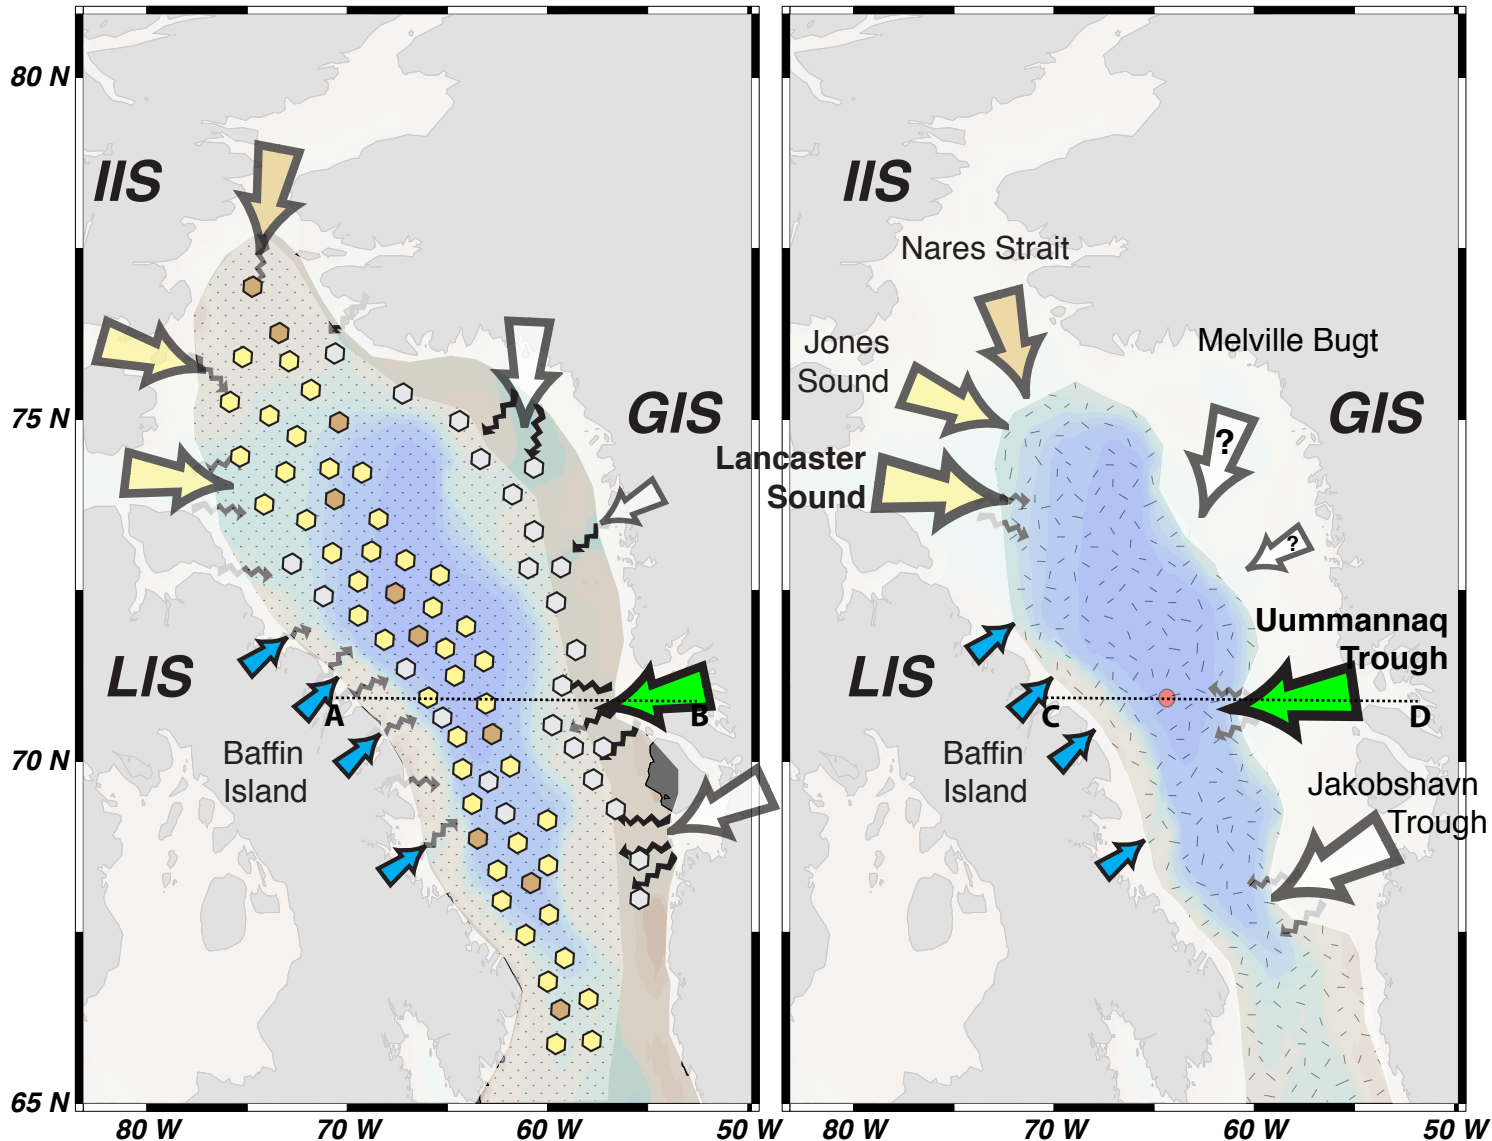 80 N
75 N
70 N
65 N
80 W
70 W
60 W
50 W
IIS
GIS
LIS
Baffin
Island
A
B
IIS
Nares Strait
Jones
Sound
Melville Bugt
?
GIS
Lancaster
Sound
?
Uummannaq
Trough
LIS
C
D
Baffin
Island
Jakobshavn
Trough
80 W
70 W
60 W
50 W